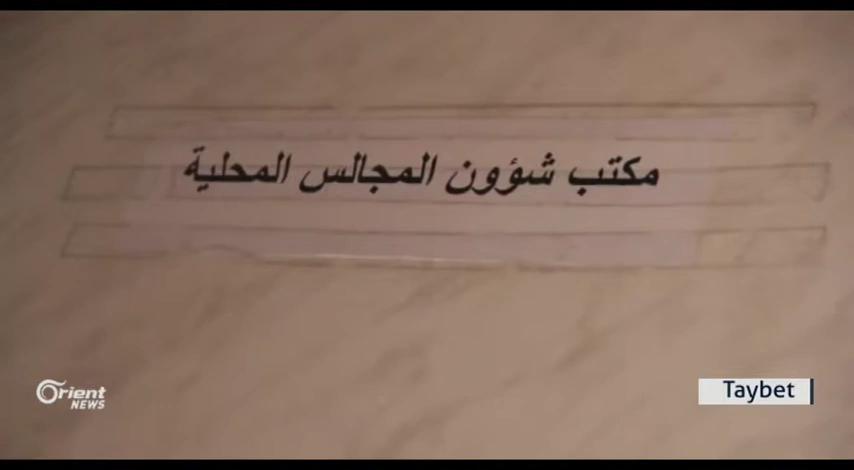 مكتب شؤون المجالس المحلية
Orient
NEWS
Taybet